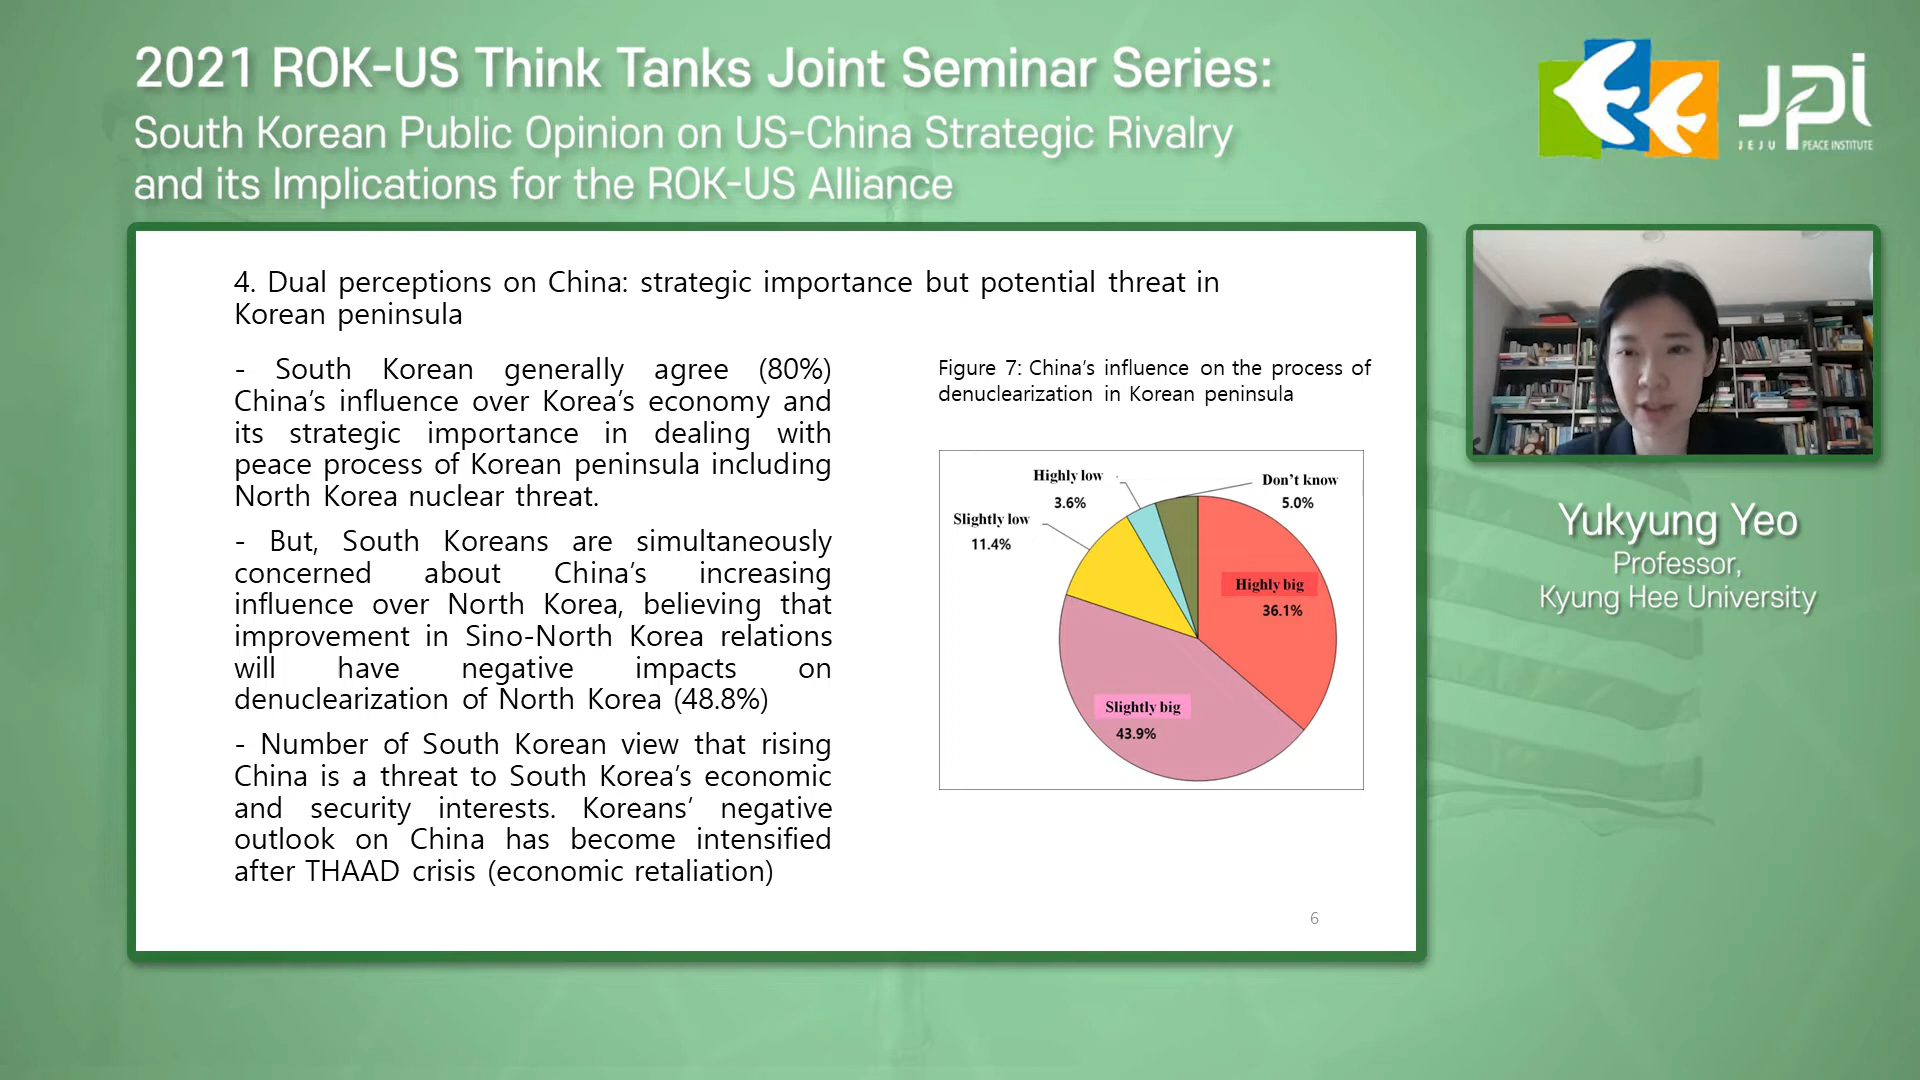 2021 ROK-US Think Tanks Joint Seminar Series:
South Korean Public Opinion on US-China Strategic Rivalry
and its Implications for the ROK-US Alliance
JPI
JEJU PEACE INSTITUTE
4. Dual perceptions on China: strategic importance but potential threat in
Korean peninsula
- South Korean generally agree (80%)
China's influence over Korea's economy and
its strategic importance in dealing with
peace process of Korean peninsula including
North Korea nuclear threat.
- But, South Koreans are simultaneously
concerned about China's increasing
influence over North Korea, believing that
improvement in Sino-North Korea relations
will have negative impacts on
denuclearization of North Korea (48.8%)
- Number of South Korean view that rising
China is a threat to South Korea's economic
and security interests. Koreans' negative
outlook on China has become intensified
after THAAD crisis (economic retaliation)
Figure 7: China's influence on the process of
denuclearization in Korean peninsula
Highly low
3.6%
Don't know
5.0%
Slightly low
11.4%
Highly big
36.1%
Slightly big
43.9%
6
Yukyung Yeo
Professor,
Kyung Hee University